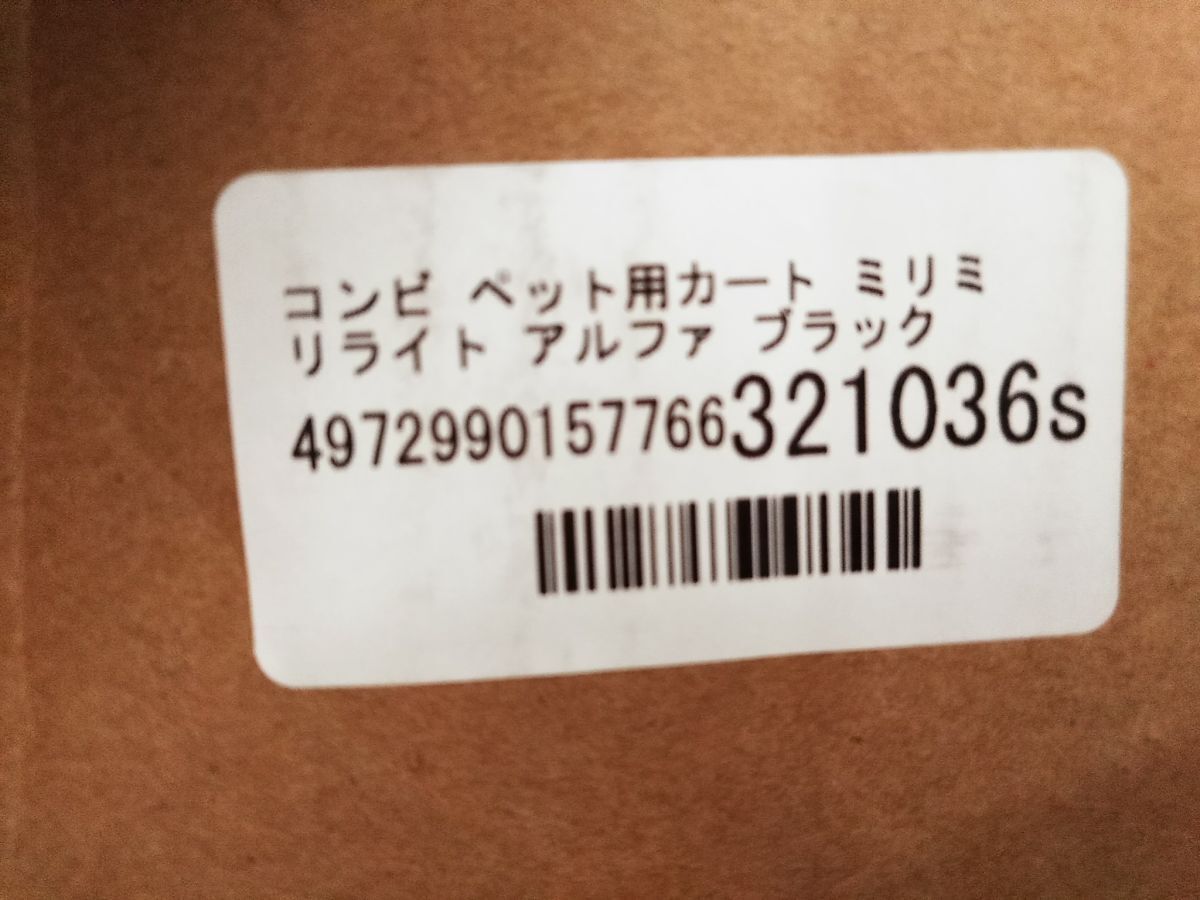 コンビ ペット用カート ミリミ
リライト アルファ ブラック
4972990157766321036s